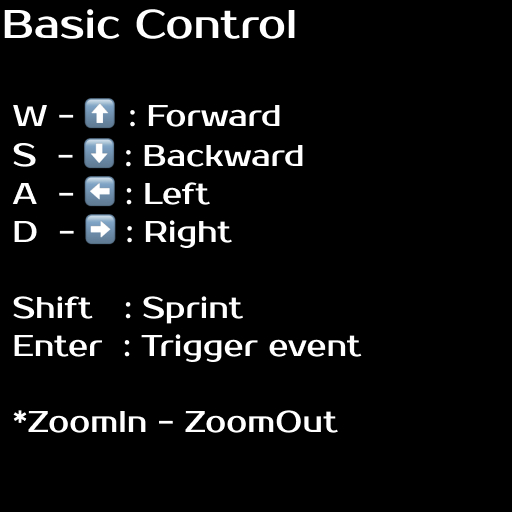 Basic Control
W - ⬆️ : Forward
S - ⬇️ : Backward
A - ⬅️ : Left
D - ➡️ : Right
Shift : Sprint
Enter : Trigger event
*ZoomIn - ZoomOut